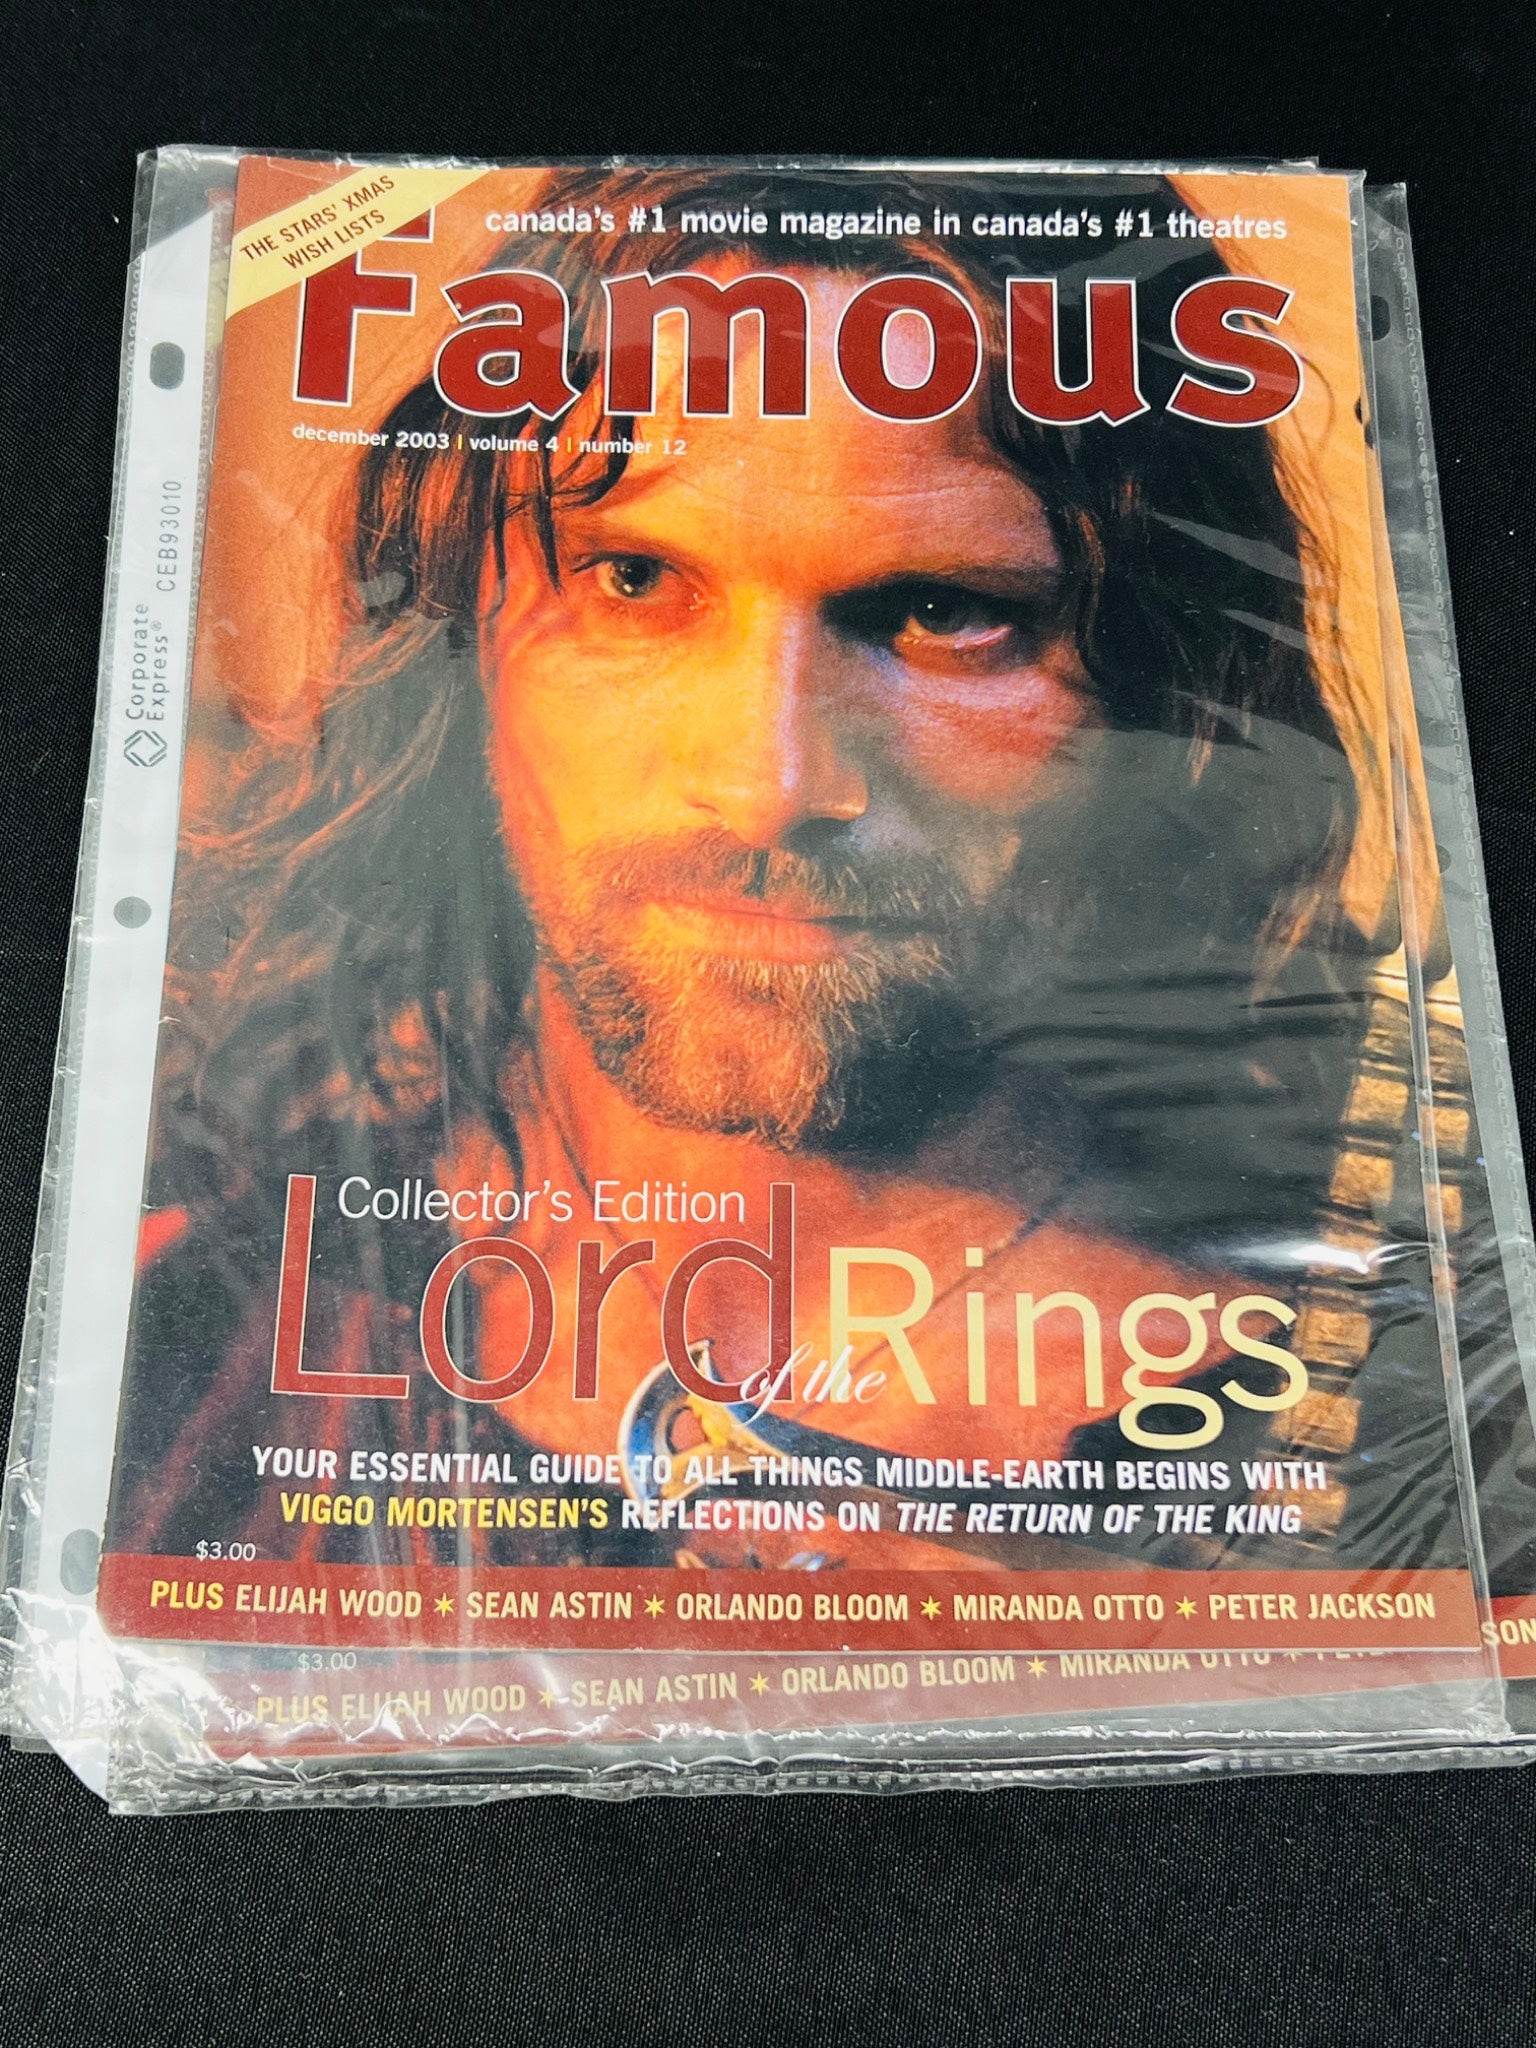 THE STARS' XMAS
WISH LISTS
canada's #1 movie magazine in canada's #1 theatres
Famous
december 2003 | volume 4 | number 12
Corporate
Express® CEB93010
Collector's Edition
Lord of the Rings
YOUR ESSENTIAL GUIDE TO ALL THINGS MIDDLE-EARTH BEGINS WITH
VIGGO MORTENSEN'S REFLECTIONS ON THE RETURN OF THE KING
$3.00
PLUS ELIJAH WOOD ✶ SEAN ASTIN ✶ ORLANDO BLOOM ✶ MIRANDA OTTO ✶ PETER JACKSON
SON
$3.00
PLUS ELIJAH WOOD ✶ SEAN ASTIN ✶ ORLANDO BLOOM ✶ MIRANDA OTTO ✶